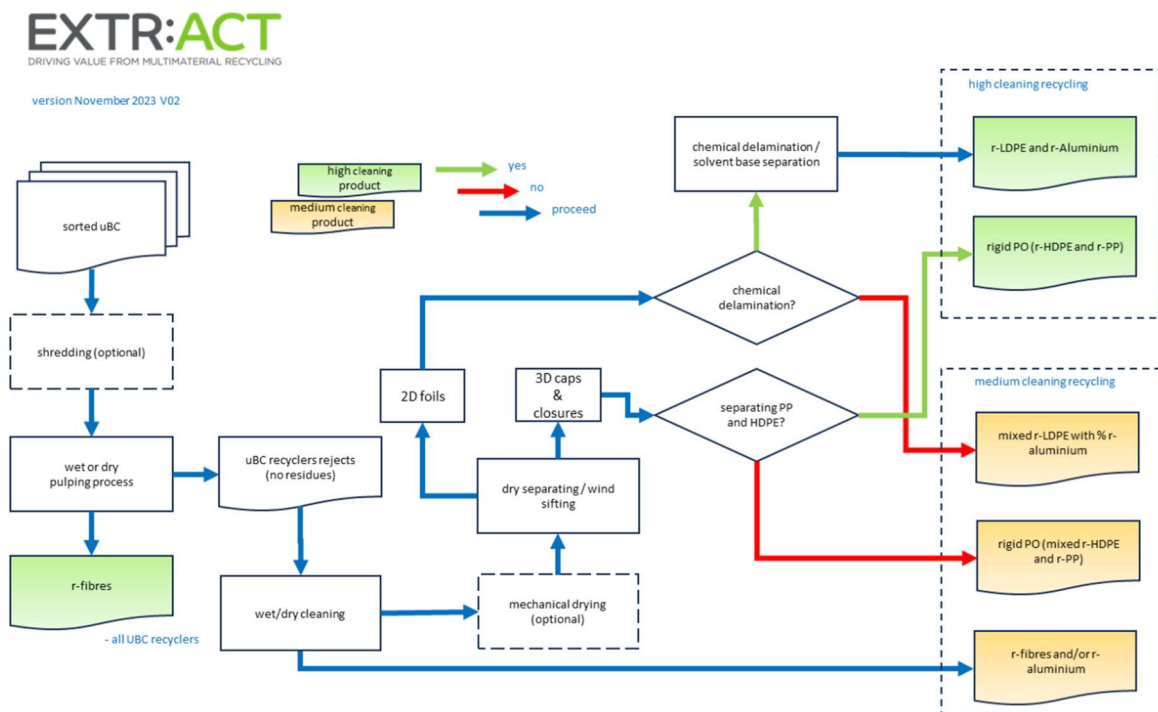 EXTR:ACT
DRIVING VALUE FROM MULTIMATERIAL RECYCLING
version November 2023 V02
high cleaning
product
medium cleaning
product
yes
no
proceed
sorted uBC
shredding (optional)
wet or dry
pulping process
r-fibres
- all UBC recyclers
uBC recyclers rejects
(no residues)
wet/dry cleaning
mechanical drying
(optional)
dry separating / wind
sifting
2D foils
3D caps
&
closures
chemical delamination /
solvent base separation
chemical
delamination?
separating PP
and HDPE?
high cleaning recycling
r-LDPE and r-Aluminium
rigid PO (r-HDPE and r-PP)
medium cleaning recycling
mixed r-LDPE with % r-
aluminium
rigid PO (mixed r-HDPE
and r-PP)
r-fibres and/or r-
aluminium